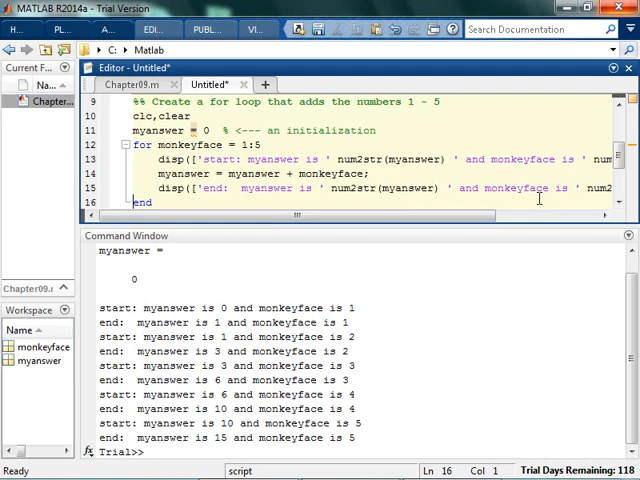 MATLAB R2014a - Trial Version
H... P... A... EDI... PUBL... VI... Search Documentation
C: Matlab
Current F...
Na...
Chapter...
Chapter09.m
Workspace
Name
monkeyface
myanswer
Editor - Untitled*
Chapter09.m Untitled*
9 %% Create a for loop that adds the numbers 1 - 5
10 clc,clear
11 myanswer = 0 % <--- an initialization
12 for monkeyface = 1:5
13 disp(['start: myanswer is ' num2str(myanswer) ' and monkeyface is ' num
14 myanswer = myanswer + monkeyface;
15 disp(['end:  myanswer is ' num2str(myanswer) ' and monkeyface is ' num2
16 end
Command Window
myanswer =
0
start: myanswer is 0 and monkeyface is 1
end:  myanswer is 1 and monkeyface is 1
start: myanswer is 1 and monkeyface is 2
end:  myanswer is 3 and monkeyface is 2
start: myanswer is 3 and monkeyface is 3
end:  myanswer is 6 and monkeyface is 3
start: myanswer is 6 and monkeyface is 4
end:  myanswer is 10 and monkeyface is 4
start: myanswer is 10 and monkeyface is 5
end:  myanswer is 15 and monkeyface is 5
fx Trial>>
Ready script Ln 16 Col 1 Trial Days Remaining: 118